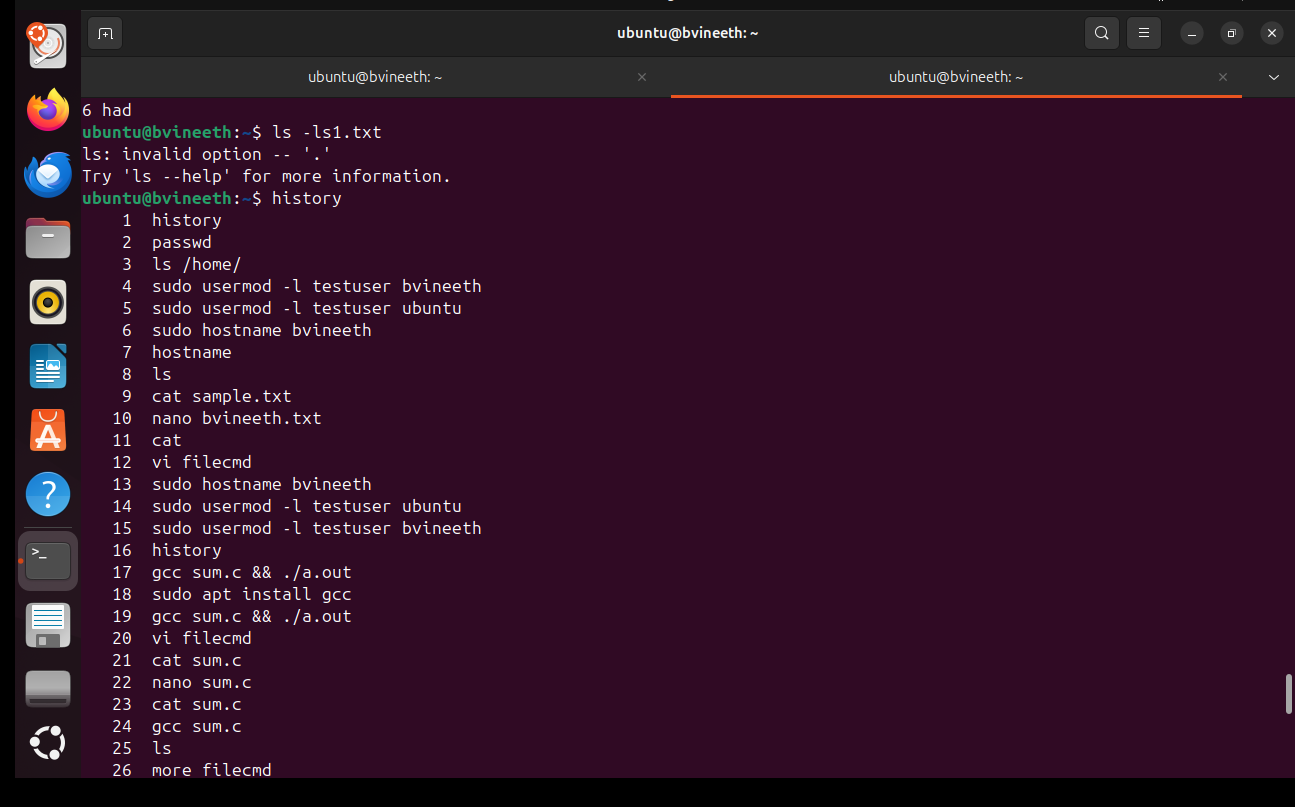 ubuntu@bvineeth: ~
ubuntu@bvineeth: ~
ubuntu@bvineeth: ~
6 had
ubuntu@bvineeth:~$ ls -ls1.txt
ls: invalid option -- '.'
Try 'ls --help' for more information.
ubuntu@bvineeth:~$ history
1 history
2 passwd
3 ls /home/
4 sudo usermod -l testuser bvineeth
5 sudo usermod -l testuser ubuntu
6 sudo hostname bvineeth
7 hostname
8 ls
9 cat sample.txt
10 nano bvineeth.txt
11 cat
12 vi filecmd
13 sudo hostname bvineeth
14 sudo usermod -l testuser ubuntu
15 sudo usermod -l testuser bvineeth
16 history
17 gcc sum.c && ./a.out
18 sudo apt install gcc
19 gcc sum.c && ./a.out
20 vi filecmd
21 cat sum.c
22 nano sum.c
23 cat sum.c
24 gcc sum.c
25 ls
26 more filecmd